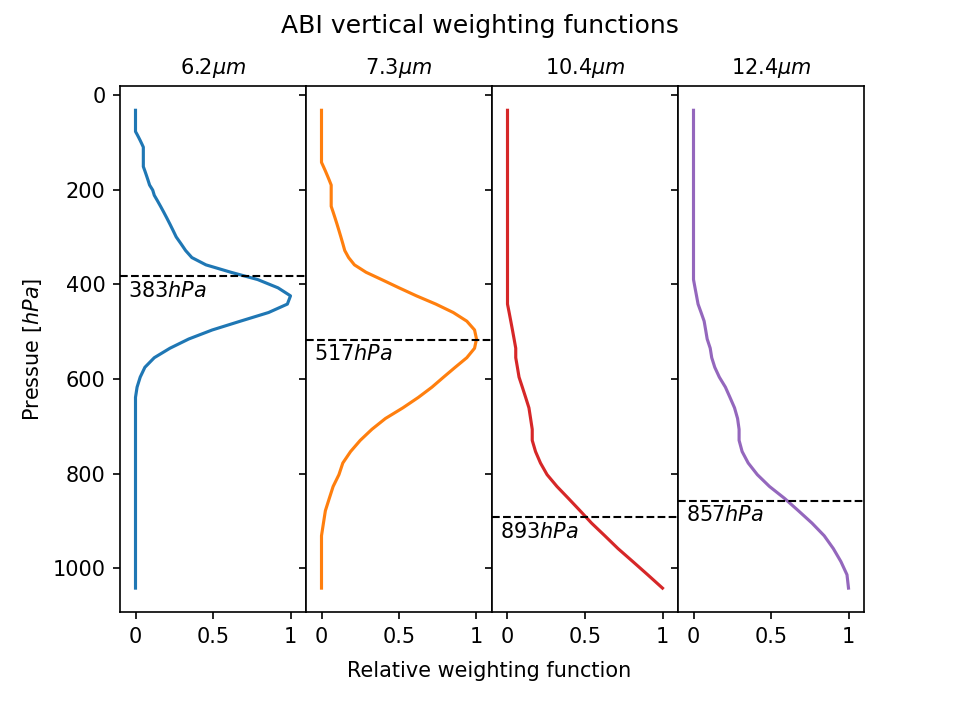 ABI vertical weighting functions
6.2μm 7.3μm 10.4μm 12.4μm
0
200
400
600
800
1000
Pressue [hPa]
383hPa
517hPa
893hPa
857hPa
0 0.5 1 0 0.5 1 0 0.5 1 0 0.5 1
Relative weighting function